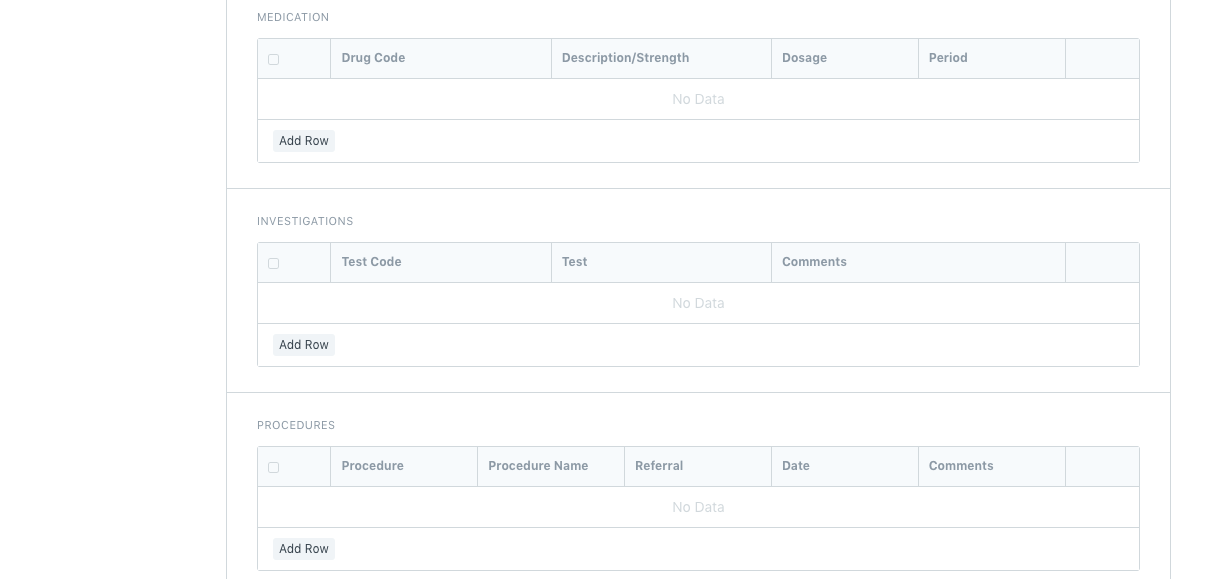 MEDICATION
Drug Code Description/Strength Dosage Period
No Data
Add Row
INVESTIGATIONS
Test Code Test Comments
No Data
Add Row
PROCEDURES
Procedure Procedure Name Referral Date Comments
No Data
Add Row